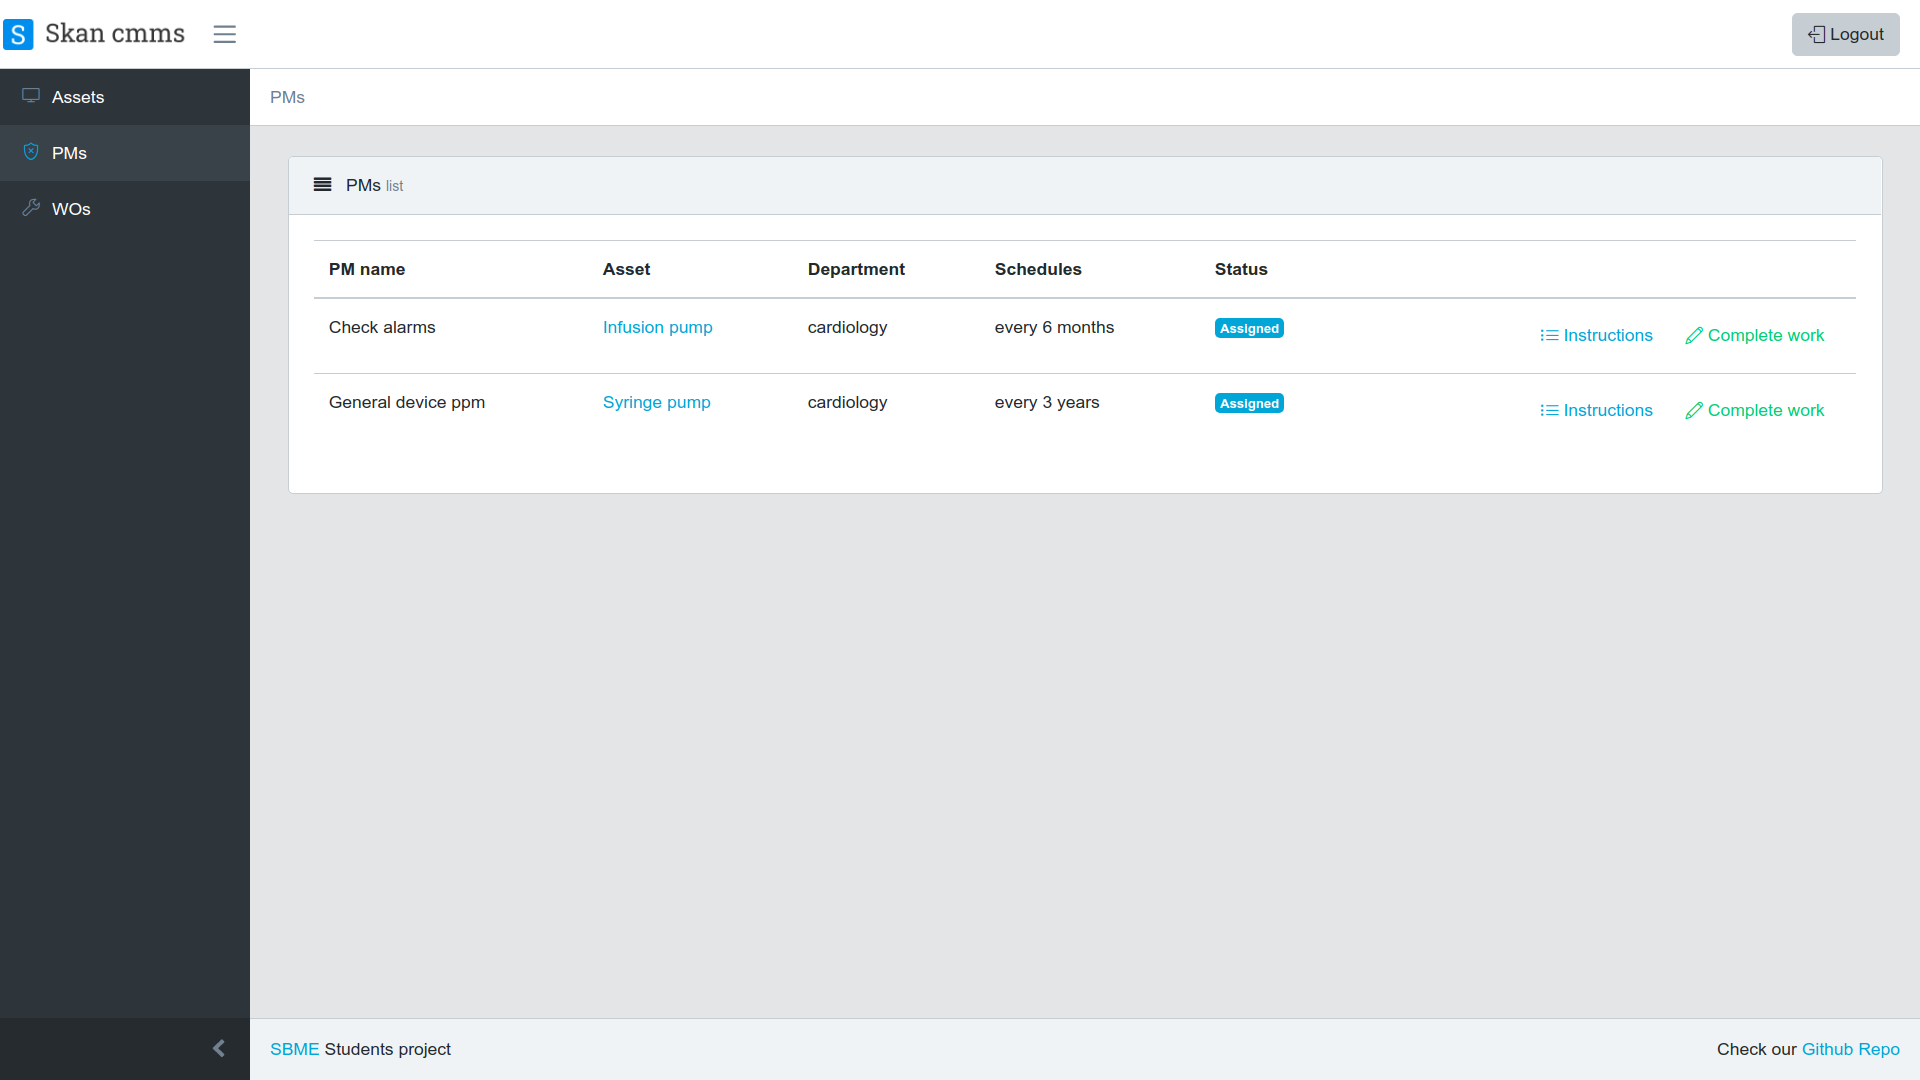 S Skan cmms
Logout
Assets
PMs
WOs
PMs
PMs list
PM name Asset Department Schedules Status
Check alarms Infusion pump cardiology every 6 months Assigned Instructions Complete work
General device ppm Syringe pump cardiology every 3 years Assigned Instructions Complete work
SBME Students project
Check our Github Repo